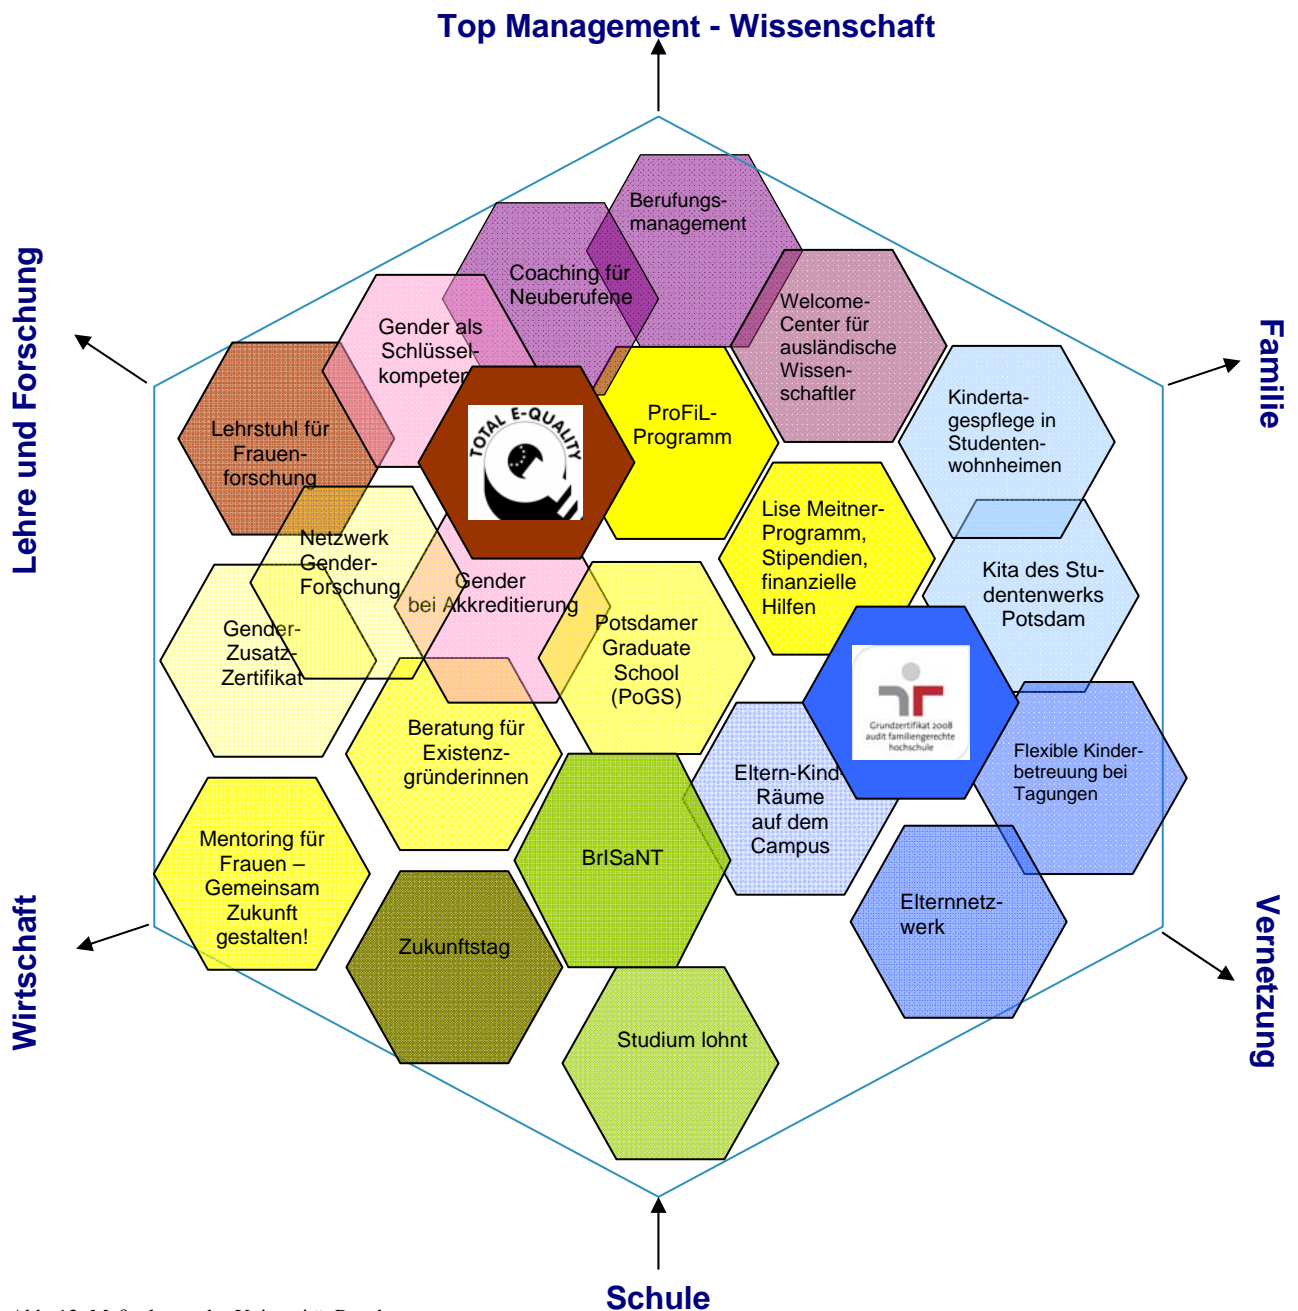 Top Management - Wissenschaft
Lehre und Forschung
Familie
Wirtschaft
Vernetzung
Schule
Berufungs-
management
Coaching für
Neuberufene
Welcome-
Center für
ausländische
Wissen-
schaftler
Gender als
Schlüssel-
kompeten
TOTAL E-QUALITY
ProFiL-
Programm
Kinderta-
gespflege in
Studenten-
wohnheimen
Lehrstuhl für
Frauen-
forschung
Lise Meitner-
Programm,
Stipendien,
finanzielle
Hilfen
Netzwerk
Gender-
Forschung
Gender
bei Akkreditierung
Kita des Stu-
dentenwerks
Potsdam
Gender-
Zusatz-
Zertifikat
Potsdamer
Graduate
School
(PoGS)
Grundzertifikat 2008
audit familiengerechte
hochschule
Beratung für
Existenz-
gründerinnen
Eltern-Kind-
Räume
auf dem
Campus
Flexible Kinder-
betreuung bei
Tagungen
Mentoring für
Frauen –
Gemeinsam
Zukunft
gestalten!
BrISaNT
Elternnetz-
werk
Zukunftstag
Studium lohnt